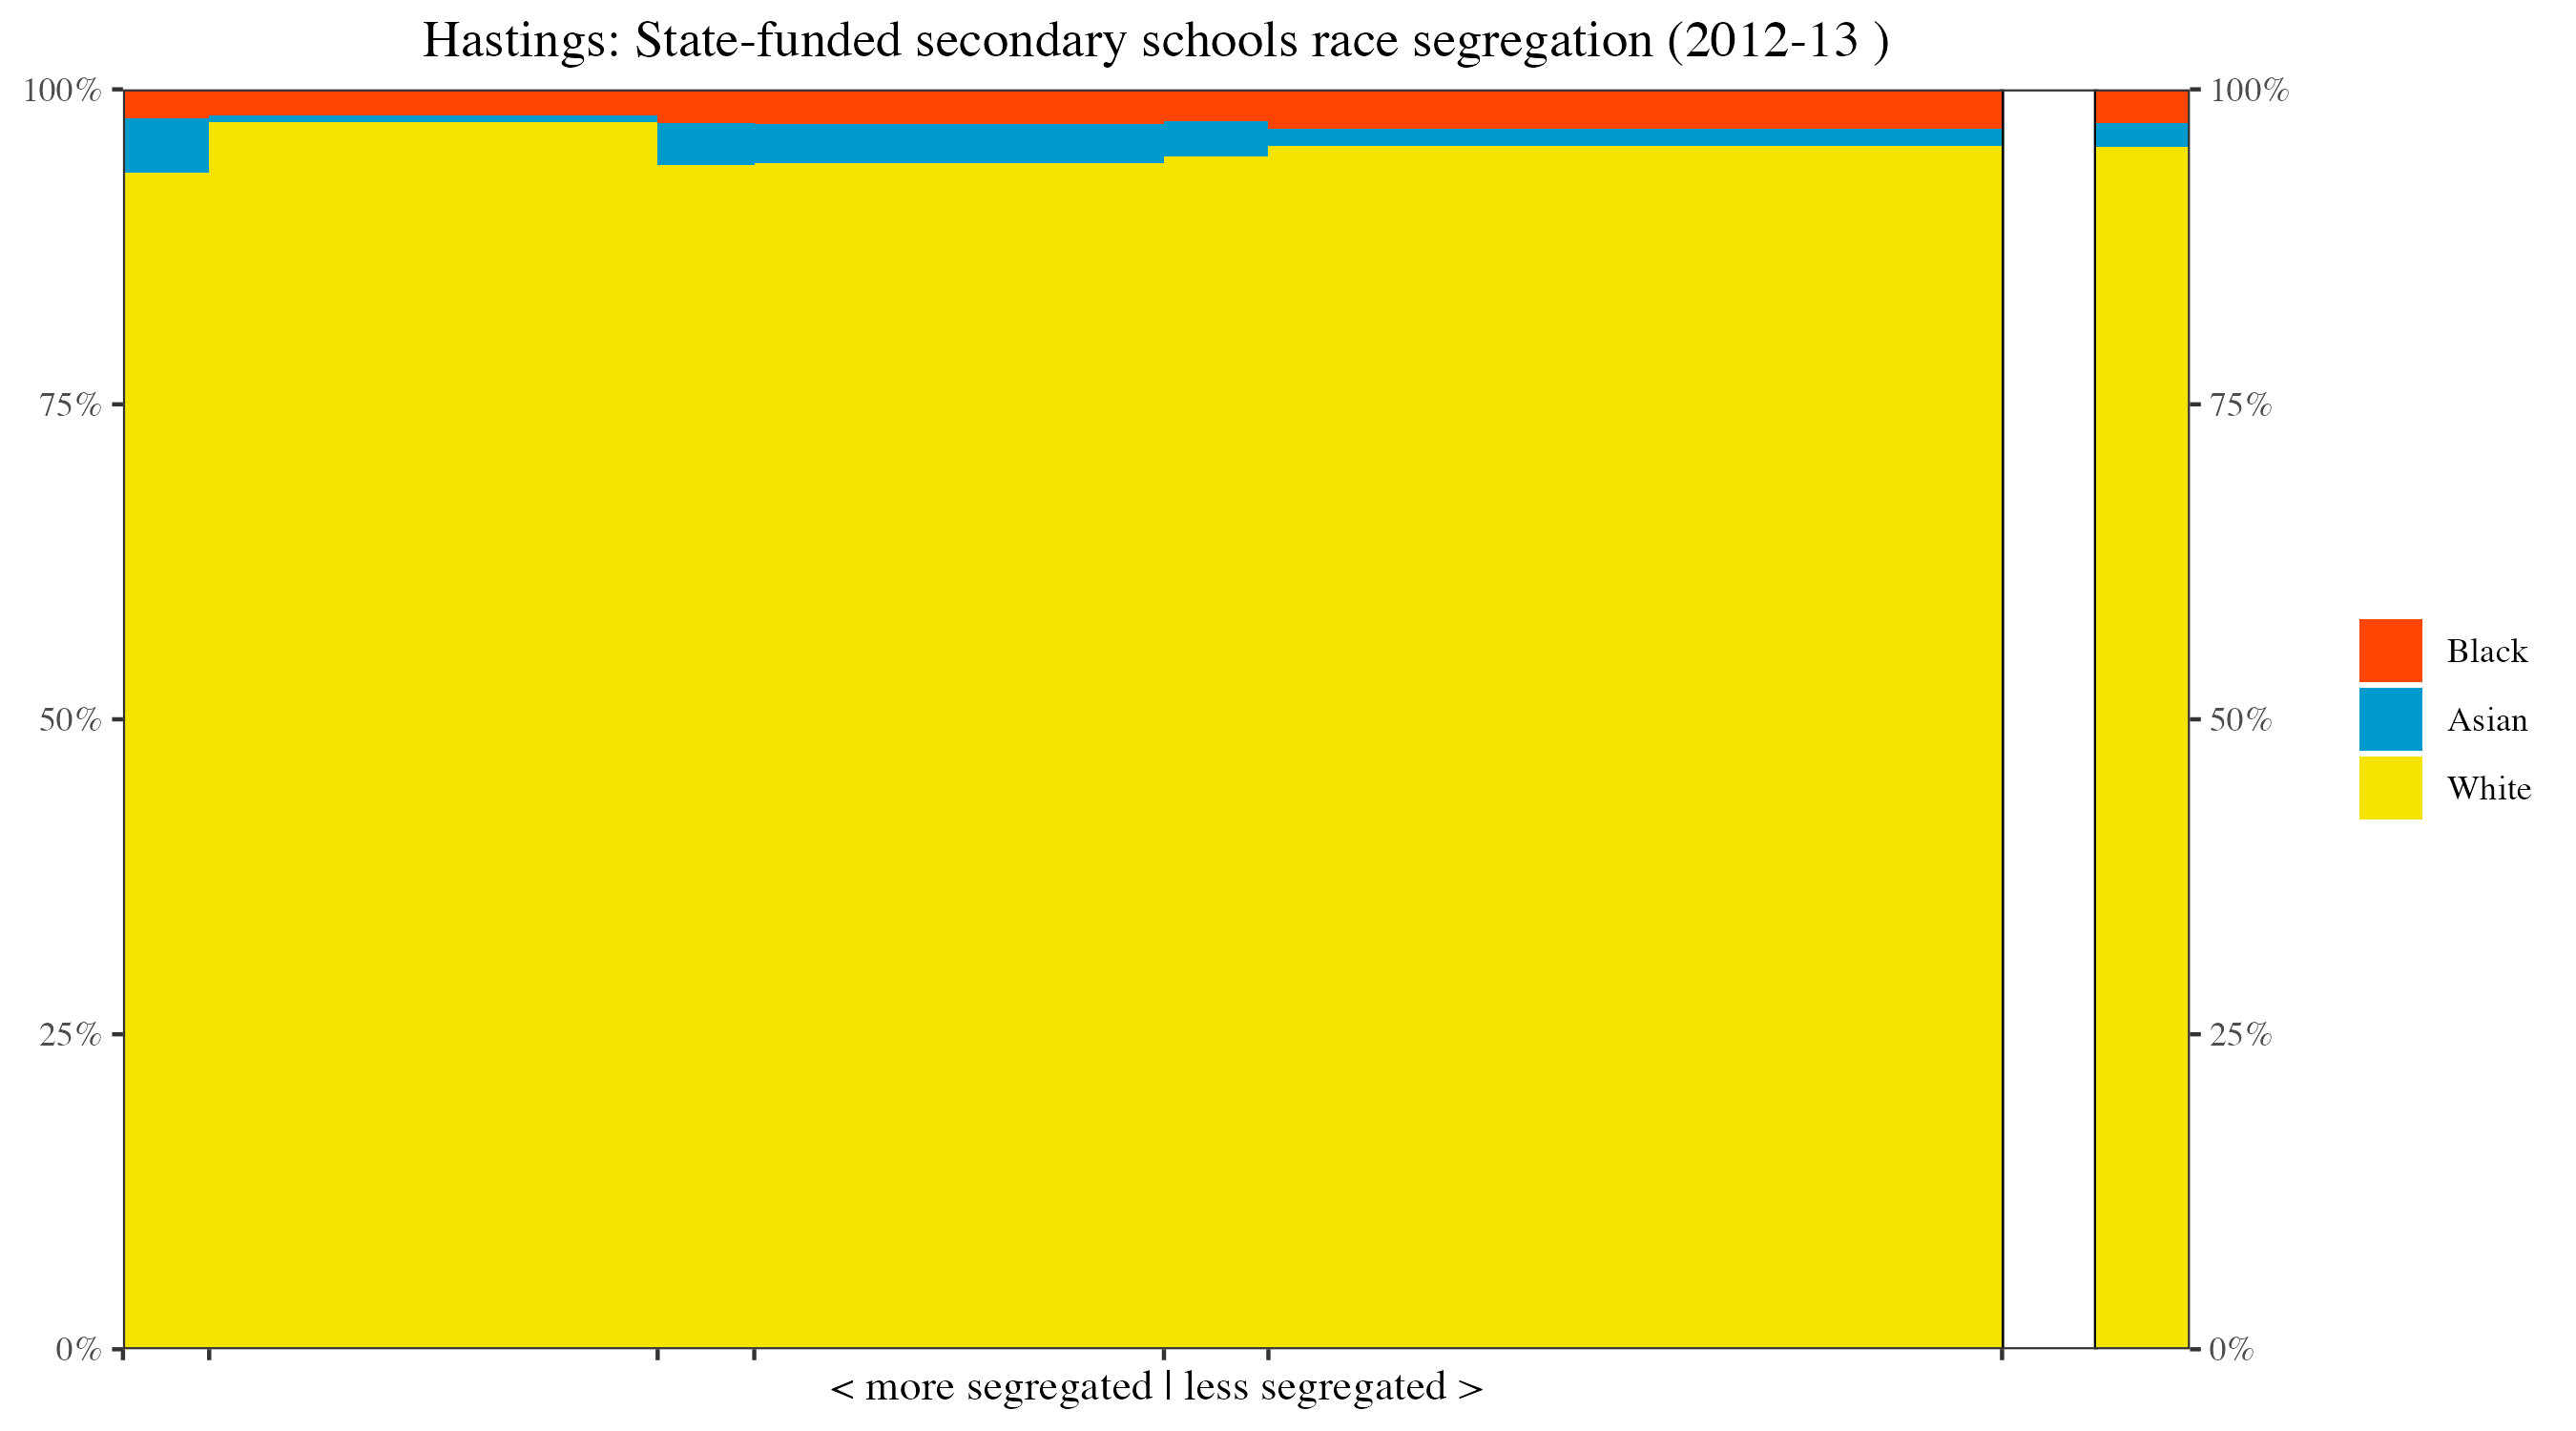 Hastings: State-funded secondary schools race segregation (2012-13 )
100%
75%
50%
25%
0%
100%
75%
50%
25%
0%
Black
Asian
White
< more segregated | less segregated >